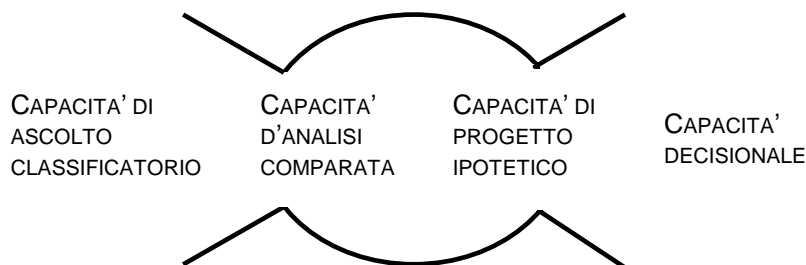 CAPACITA' DI
ASCOLTO
CLASSIFICATORIO
CAPACITA'
D'ANALISI
COMPARATA
CAPACITA' DI
PROGETTO
IPOTETICO
CAPACITA'
DECISIONALE